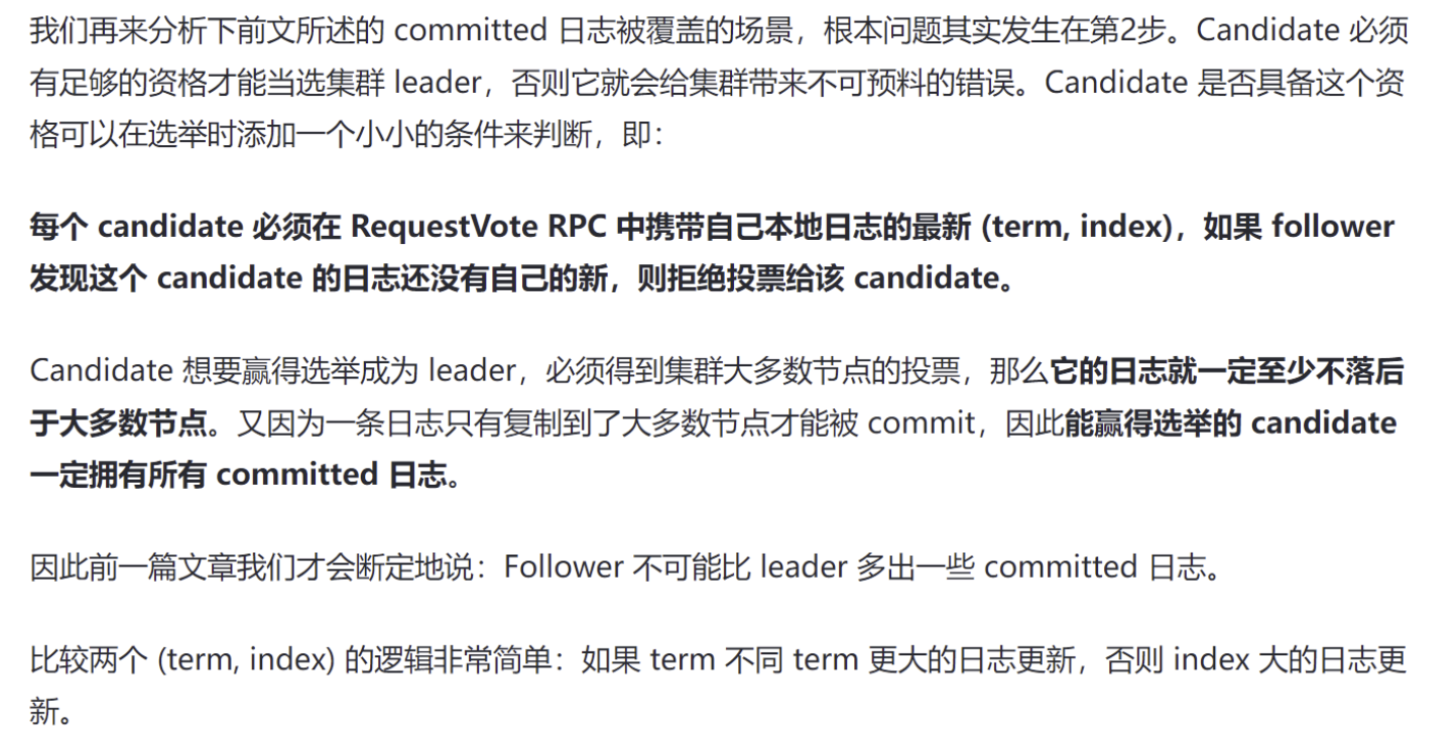 我们再来分析下前文所述的 committed 日志被覆盖的场景，根本问题其实发生在第2步。Candidate 必须
有足够的资格才能当选集群 leader，否则它就会给集群带来不可预料的错误。Candidate 是否具备这个资
格可以在选举时添加一个小小的条件来判断，即：
每个 candidate 必须在 RequestVote RPC 中携带自己本地日志的最新 (term, index)，如果 follower
发现这个 candidate 的日志还没有自己的新，则拒绝投票给该 candidate。
Candidate 想要赢得选举成为 leader，必须得到集群大多数节点的投票，那么它的日志就一定至少不落后
于大多数节点。又因为一条日志只有复制到了大多数节点才能被 commit，因此能赢得选举的 candidate
一定拥有所有 committed 日志。
因此前一篇文章我们才会断定地说：Follower 不可能比 leader 多出一些 committed 日志。
比较两个 (term, index) 的逻辑非常简单：如果 term 不同 term 更大的日志更新，否则 index 大的日志更
新。